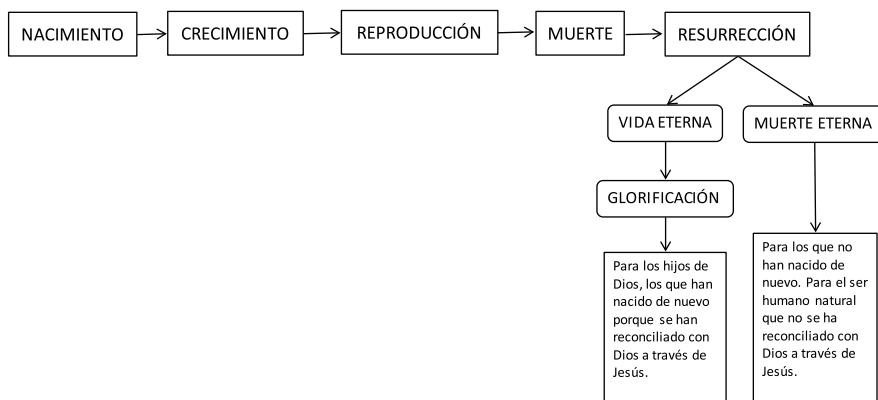 NACIMIENTO
CRECIMIENTO
REPRODUCCIÓN
MUERTE
RESURRECCIÓN
VIDA ETERNA
MUERTE ETERNA
GLORIFICACIÓN
Para los hijos de
Dios, los que han
nacido de nuevo
porque se han
reconciliado con
Dios a través de
Jesús.
Para los que no
han nacido de
nuevo. Para el ser
humano natural
que no se ha
reconciliado con
Dios a través de
Jesús.